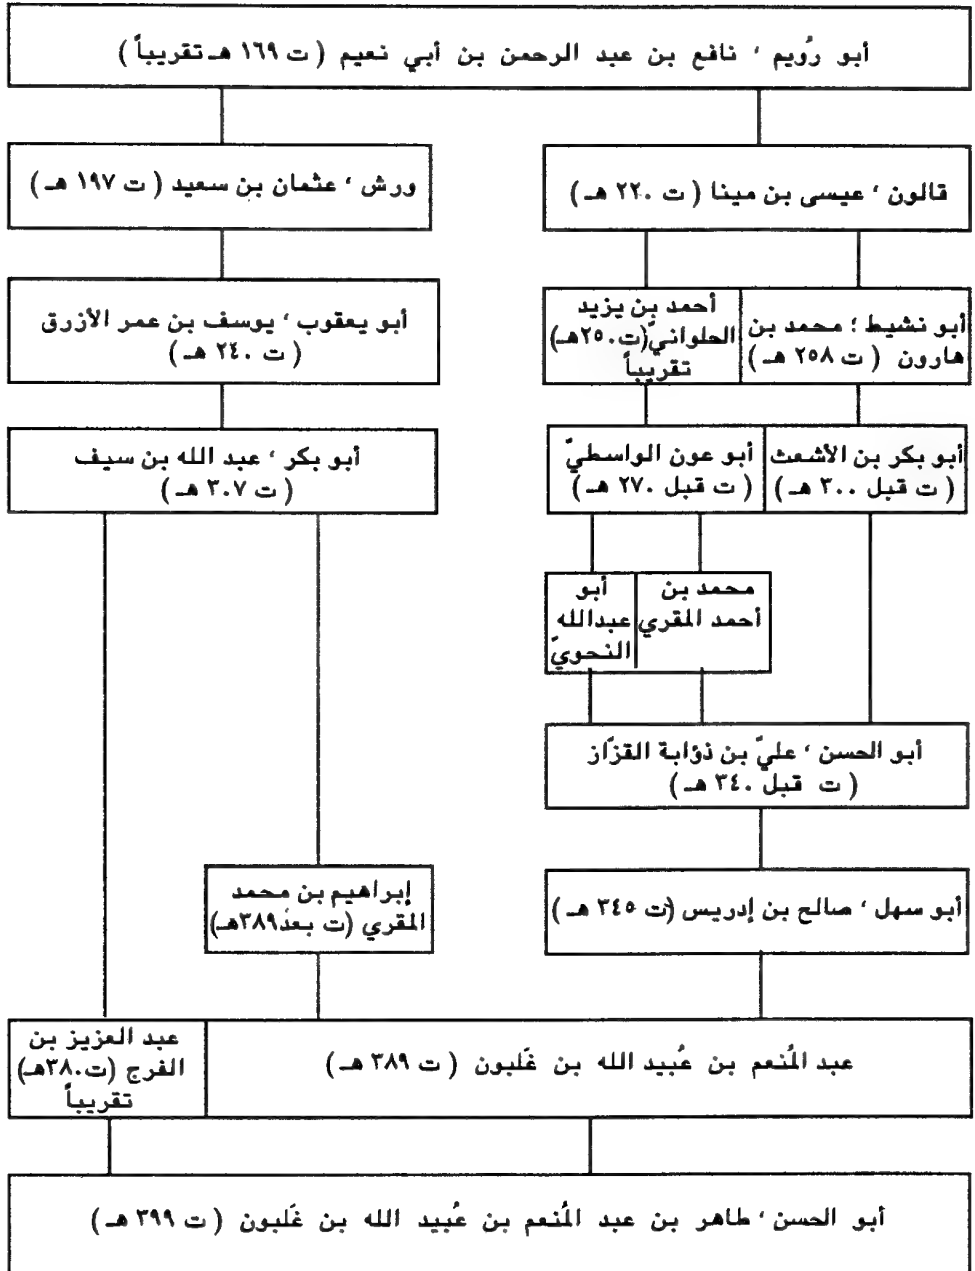 أبو رُويم ، نافع بن عبد الرحمن بن أبي نعيم ( ت ١٦٩ هـ تقريباً )
قالون ، عيسى بن مينا ( ت ٢٢٠ هـ )
ورش ، عثمان بن سعيد ( ت ١٩٧ هـ )
أبو نشيط ؛ محمد بن
هارون ( ت ٢٥٨ هـ )
أحمد بن يزيد
الحلوانيّ (ت ٢٥٠هـ)
تقريباً
أبو يعقوب ، يوسف بن عمر الأزرق
( ت ٢٤٠ هـ )
أبو بكر بن الأشعث
( ت قبل ٣٠٠ هـ )
أبو عون الواسطيّ
( ت قبل ٢٧٠ هـ )
أبو بكر ، عبد الله بن سيف
( ت ٣٠٧ هـ )
محمد بن
أحمد المقري
أبو
عبدالله
النحويّ
أبو الحسن ، عليّ بن ذؤابة القزّاز
( ت قبل ٣٤٠ هـ )
أبو سهل ، صالح بن إدريس (ت ٣٤٥ هـ )
إبراهيم بن محمد
المقري (ت بعد ٣٨٩هـ)
عبد المُنعم بن عُبيد الله بن غَلبون ( ت ٣٨٩ هـ )
عبد العزيز بن
الفرج (ت ٣٨٠هـ)
تقريباً
أبو الحسن ، طاهر بن عبد المُنعم بن عُبيد الله بن غَلبون ( ت ٣٩٩ هـ )